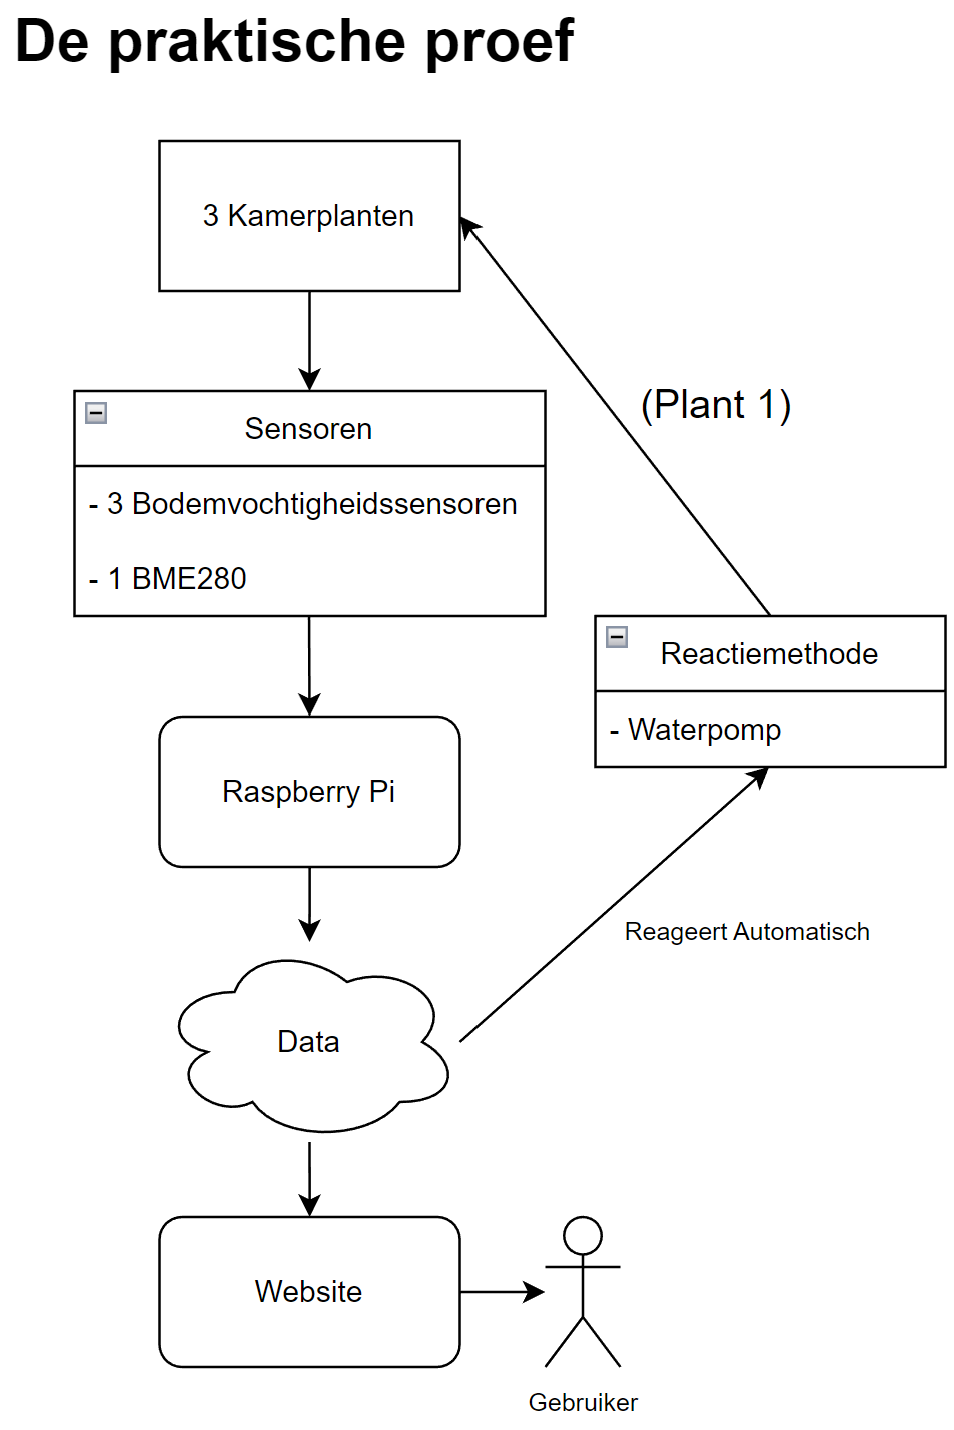 De praktische proef
3 Kamerplanten
(Plant 1)
Sensoren
- 3 Bodemvochtigheidssensoren
- 1 BME280
Reactiemethode
- Waterpomp
Raspberry Pi
Reageert Automatisch
Data
Website
Gebruiker